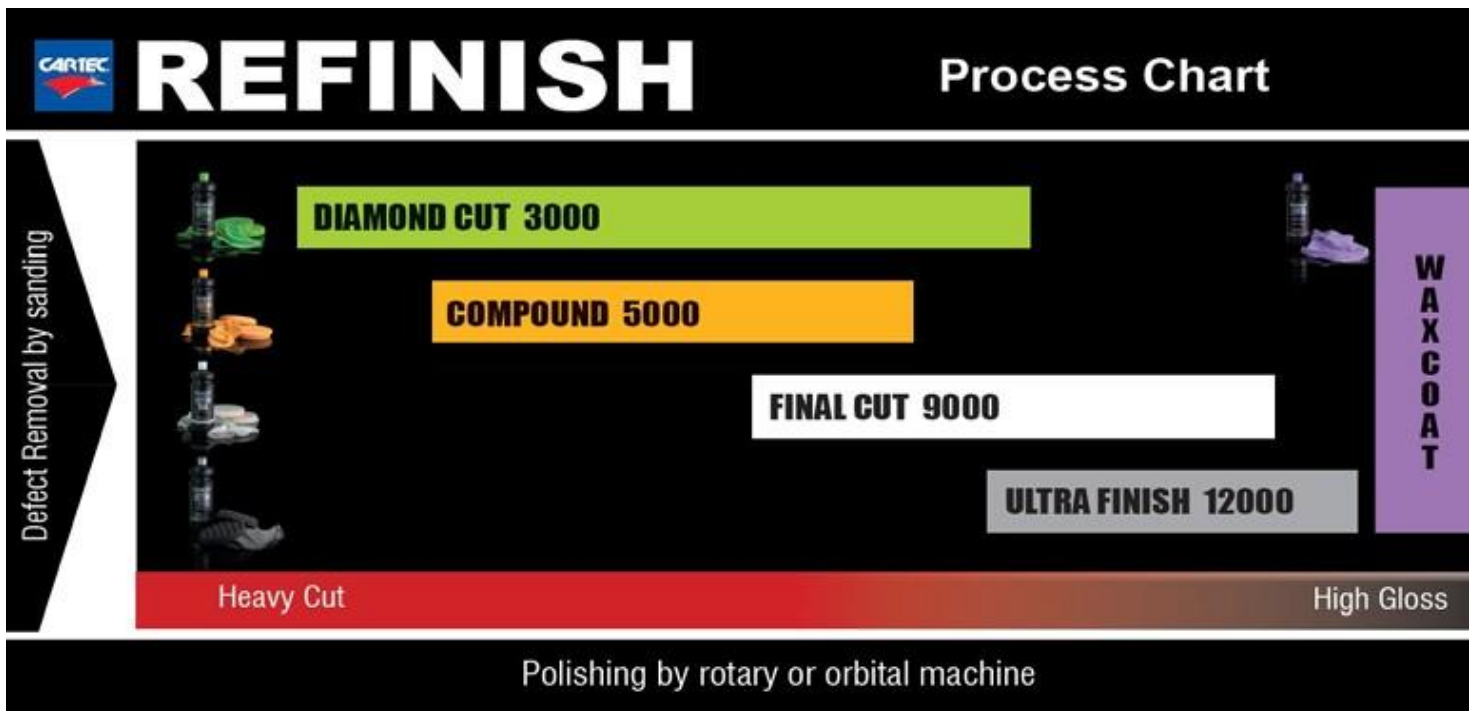 CARTEC
REFINISH
Process Chart
Defect Removal by sanding
DIAMOND CUT 3000
COMPOUND 5000
FINAL CUT 9000
ULTRA FINISH 12000
WAXCOAT
Heavy Cut
High Gloss
Polishing by rotary or orbital machine